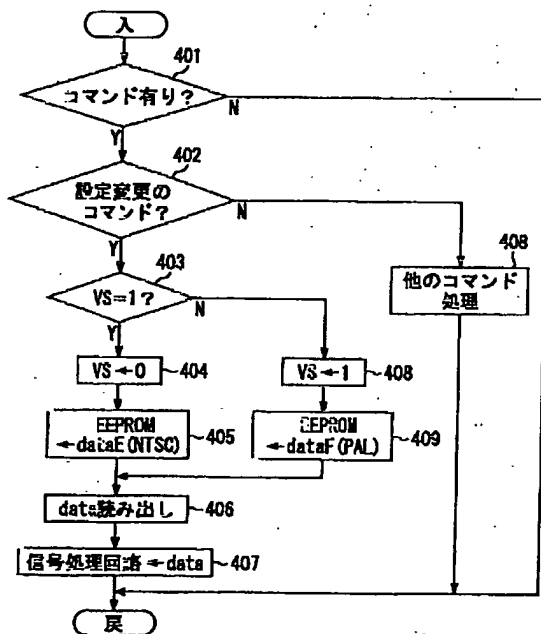 入
401
コマンド有り?
N
Y
402
設定変更の
コマンド?
N
Y
403
VS=1?
N
Y
408
他のコマンド
処理
VS←0
404
VS←1
408
EEPROM
←dataE(NTSC)
405
EEPROM
←dataF(PAL)
409
data読み出し
406
信号処理回路←data
407
戻